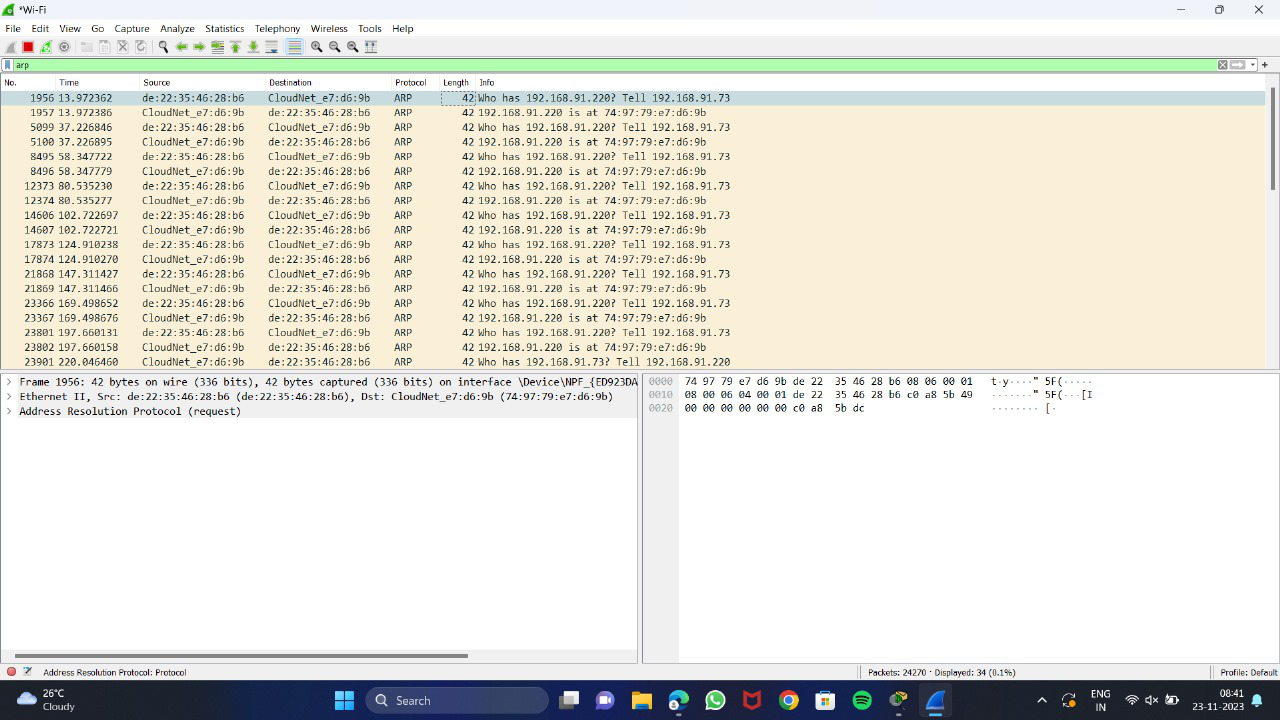 *Wi-Fi
File Edit View Go Capture Analyze Statistics Telephony Wireless Tools Help
arp
No. Time Source Destination Protocol Length Info
1956 13.972362 de:22:35:46:28:b6 CloudNet_e7:d6:9b ARP 42 Who has 192.168.91.220? Tell 192.168.91.73
1957 13.972386 CloudNet_e7:d6:9b de:22:35:46:28:b6 ARP 42 192.168.91.220 is at 74:97:79:e7:d6:9b
5099 37.226846 de:22:35:46:28:b6 CloudNet_e7:d6:9b ARP 42 Who has 192.168.91.220? Tell 192.168.91.73
5100 37.226895 CloudNet_e7:d6:9b de:22:35:46:28:b6 ARP 42 192.168.91.220 is at 74:97:79:e7:d6:9b
8495 58.347722 de:22:35:46:28:b6 CloudNet_e7:d6:9b ARP 42 Who has 192.168.91.220? Tell 192.168.91.73
8496 58.347779 CloudNet_e7:d6:9b de:22:35:46:28:b6 ARP 42 192.168.91.220 is at 74:97:79:e7:d6:9b
12373 80.535230 de:22:35:46:28:b6 CloudNet_e7:d6:9b ARP 42 Who has 192.168.91.220? Tell 192.168.91.73
12374 80.535277 CloudNet_e7:d6:9b de:22:35:46:28:b6 ARP 42 192.168.91.220 is at 74:97:79:e7:d6:9b
14606 102.722697 de:22:35:46:28:b6 CloudNet_e7:d6:9b ARP 42 Who has 192.168.91.220? Tell 192.168.91.73
14607 102.722721 CloudNet_e7:d6:9b de:22:35:46:28:b6 ARP 42 192.168.91.220 is at 74:97:79:e7:d6:9b
17873 124.910238 de:22:35:46:28:b6 CloudNet_e7:d6:9b ARP 42 Who has 192.168.91.220? Tell 192.168.91.73
17874 124.910270 CloudNet_e7:d6:9b de:22:35:46:28:b6 ARP 42 192.168.91.220 is at 74:97:79:e7:d6:9b
21868 147.311427 de:22:35:46:28:b6 CloudNet_e7:d6:9b ARP 42 Who has 192.168.91.220? Tell 192.168.91.73
21869 147.311466 CloudNet_e7:d6:9b de:22:35:46:28:b6 ARP 42 192.168.91.220 is at 74:97:79:e7:d6:9b
23366 169.498652 de:22:35:46:28:b6 CloudNet_e7:d6:9b ARP 42 Who has 192.168.91.220? Tell 192.168.91.73
23367 169.498676 CloudNet_e7:d6:9b de:22:35:46:28:b6 ARP 42 192.168.91.220 is at 74:97:79:e7:d6:9b
23801 197.660131 de:22:35:46:28:b6 CloudNet_e7:d6:9b ARP 42 Who has 192.168.91.220? Tell 192.168.91.73
23802 197.660158 CloudNet_e7:d6:9b de:22:35:46:28:b6 ARP 42 192.168.91.220 is at 74:97:79:e7:d6:9b
23901 220.046460 CloudNet_e7:d6:9b de:22:35:46:28:b6 ARP 42 Who has 192.168.91.73? Tell 192.168.91.220
Frame 1956: 42 bytes on wire (336 bits), 42 bytes captured (336 bits) on interface \Device\NPF_{ED923DA
Ethernet II, Src: de:22:35:46:28:b6 (de:22:35:46:28:b6), Dst: CloudNet_e7:d6:9b (74:97:79:e7:d6:9b)
Address Resolution Protocol (request)
0000 74 97 79 e7 d6 9b de 22 35 46 28 b6 08 06 00 01 t·y····" 5F(·····
0010 08 00 06 04 00 01 de 22 35 46 28 b6 c0 a8 5b 49 ·······" 5F(···[I
0020 00 00 00 00 00 00 c0 a8 5b dc ········ [·
Address Resolution Protocol: Protocol
Packets: 24270 · Displayed: 34 (0.1%)
Profile: Default
26°C
Cloudy
Search
ENG
IN
08:41
23-11-2023